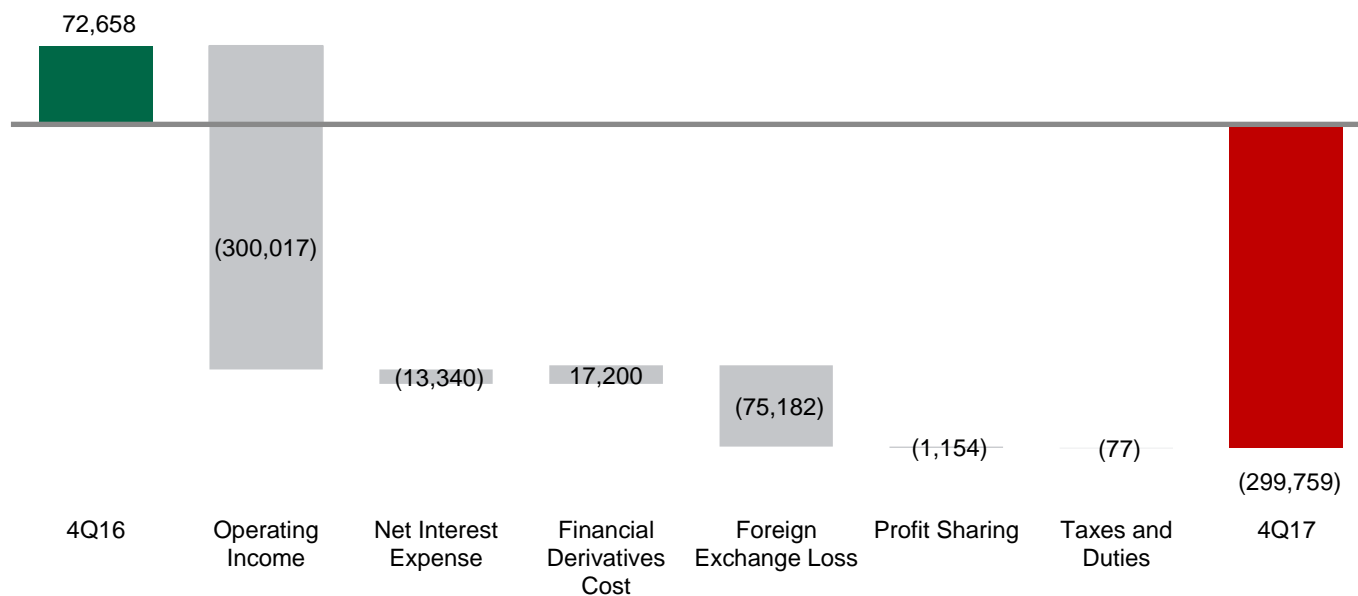 72,658
(300,017)
(13,340)
17,200
(75,182)
(1,154)
(77)
(299,759)
4Q16
Operating
Income
Net Interest
Expense
Financial
Derivatives
Cost
Foreign
Exchange Loss
Profit Sharing
Taxes and
Duties
4Q17